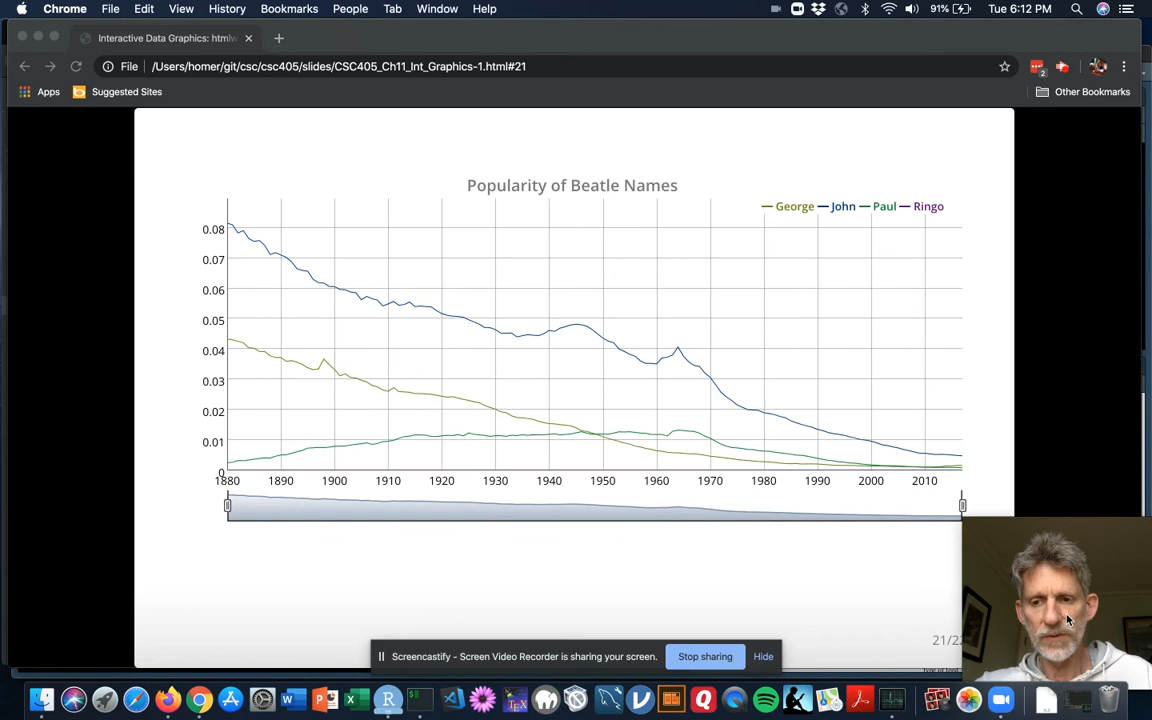 Chrome File Edit View History Bookmarks People Tab Window Help 91% Tue 6:12 PM
Interactive Data Graphics: htmlw
File /Users/homer/git/csc/csc405/slides/CSC405_Ch11_Int_Graphics-1.html#21
2
Apps Suggested Sites Other Bookmarks
Popularity of Beatle Names
George John Paul Ringo
0.08
0.07
0.06
0.05
0.04
0.03
0.02
0.01
0
1880 1890 1900 1910 1920 1930 1940 1950 1960 1970 1980 1990 2000 2010
21/22
Screencastify - Screen Video Recorder is sharing your screen. Stop sharing Hide